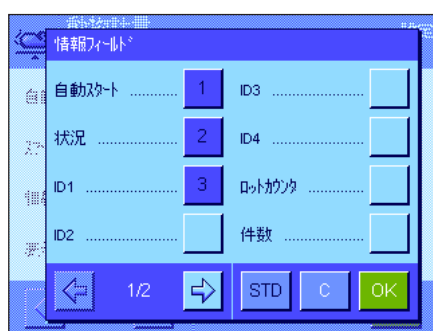 情報フィールド
自動スタート ............ 1
状況 ................... 2
ID1 ..................... 3
ID2 .....................
ID3 .....................
ID4 .....................
ロットカウンタ ............
件数 ..................
1/2
STD
C
OK